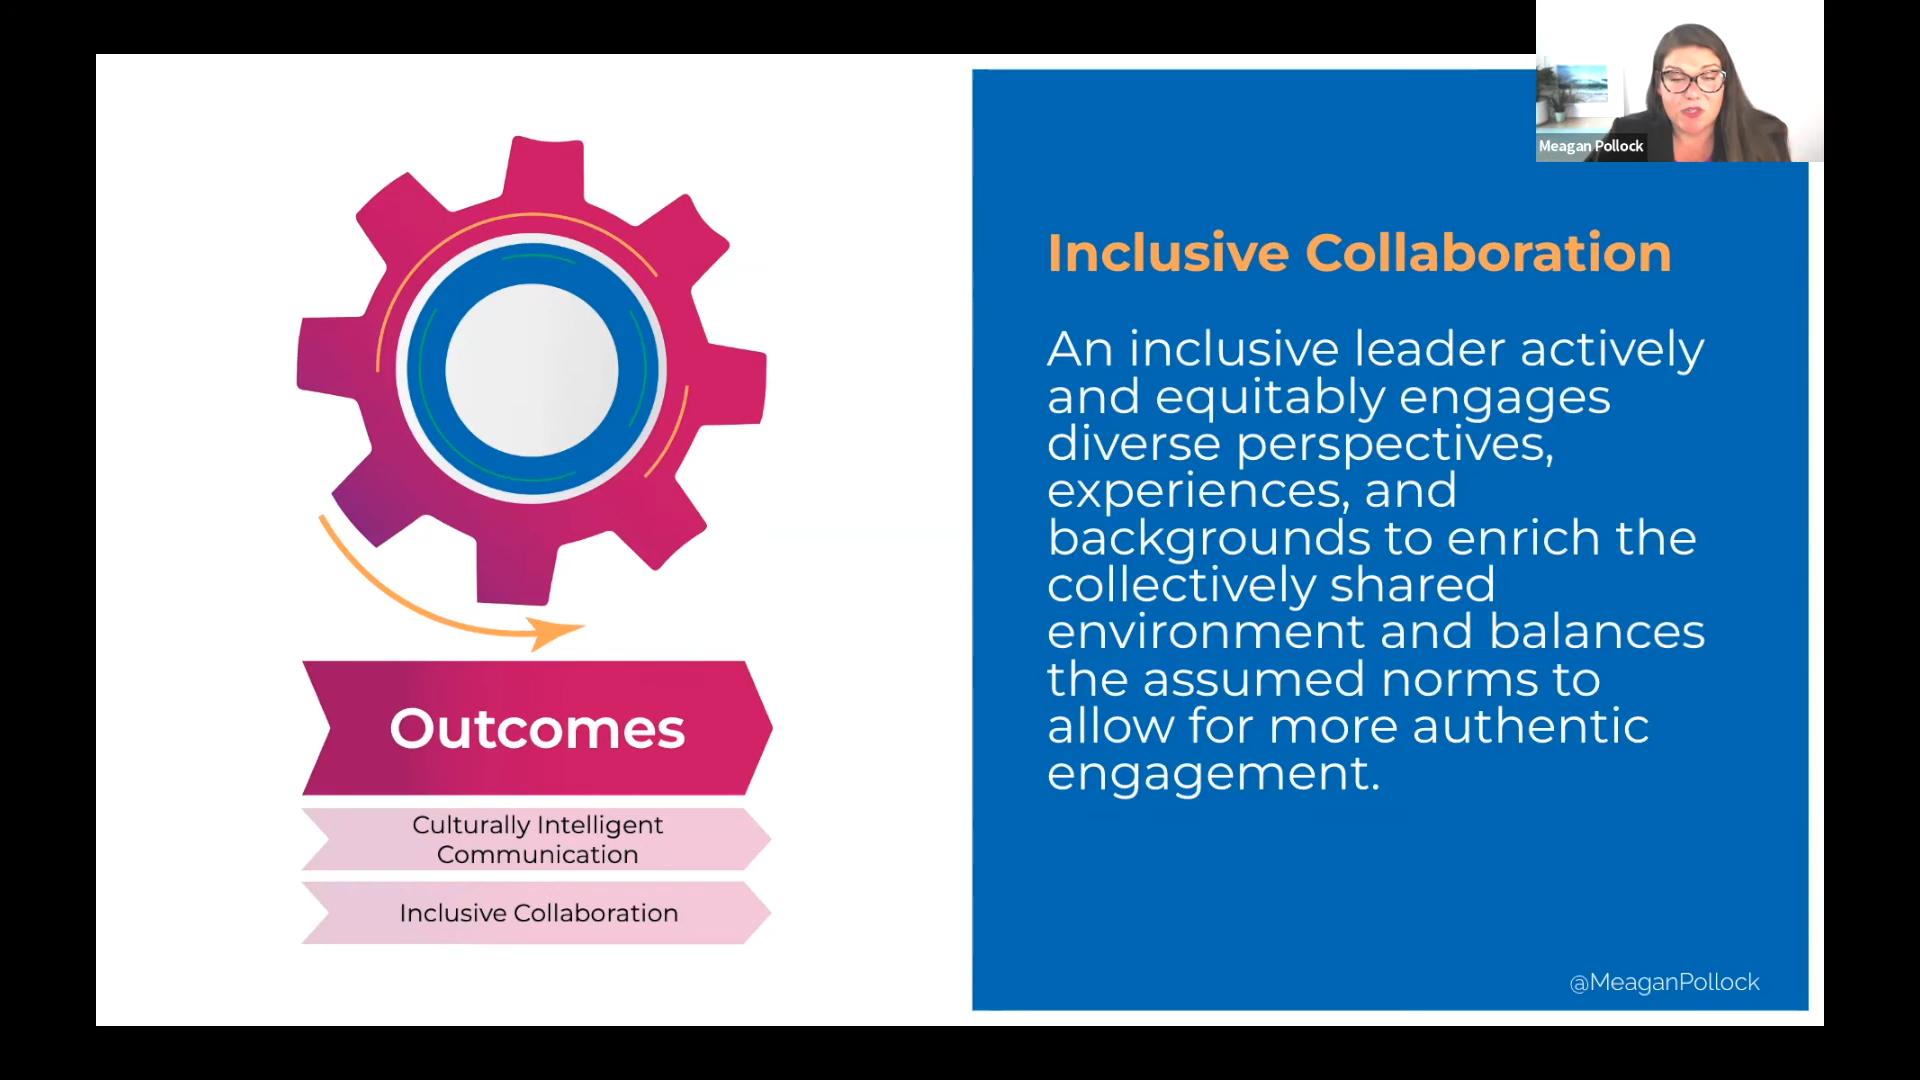 Meagan Pollock
Inclusive Collaboration
An inclusive leader actively
and equitably engages
diverse perspectives,
experiences, and
backgrounds to enrich the
collectively shared
environment and balances
the assumed norms to
allow for more authentic
engagement.
Outcomes
Culturally Intelligent
Communication
Inclusive Collaboration
@MeaganPollock